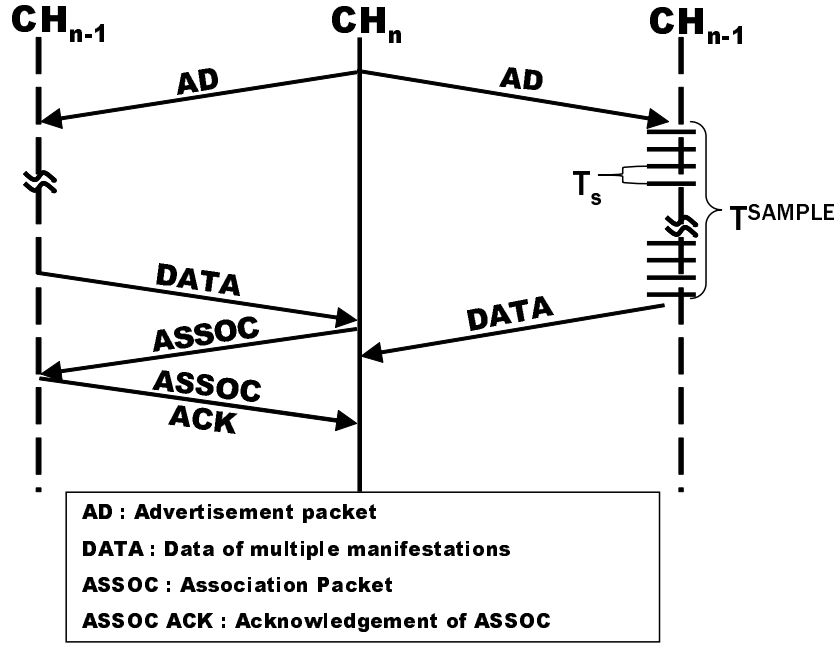 CHn-1 CHn CHn-1
AD AD
Ts
TSAMPLE
DATA
DATA
ASSOC
ASSOC
ACK
AD : Advertisement packet
DATA : Data of multiple manifestations
ASSOC : Association Packet
ASSOC ACK : Acknowledgement of ASSOC